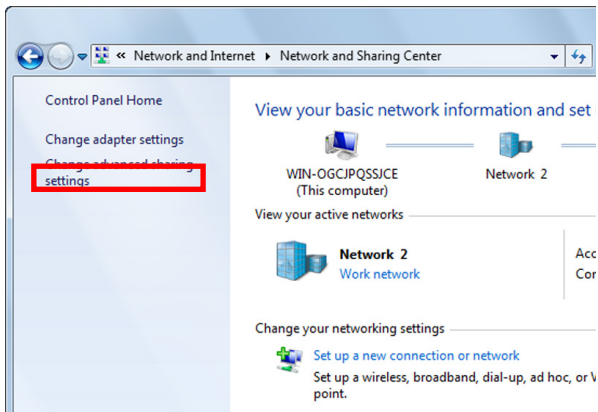 « Network and Internet ▸ Network and Sharing Center
Control Panel Home
Change adapter settings
Change advanced sharing
settings
View your basic network information and set
WIN-OGCJPQSSJCE
(This computer)
Network 2
View your active networks
Network 2
Work network
Acc
Cor
Change your networking settings
Set up a new connection or network
Set up a wireless, broadband, dial-up, ad hoc, or V
point.